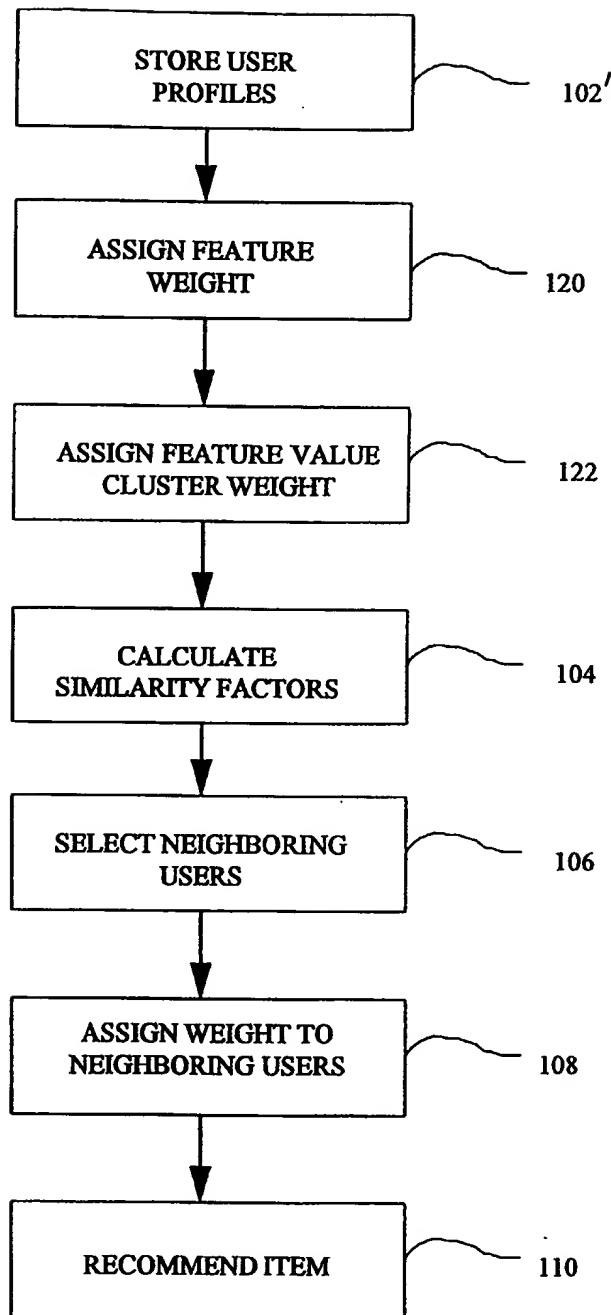 STORE USER
PROFILES
102'
ASSIGN FEATURE
WEIGHT
120
ASSIGN FEATURE VALUE
CLUSTER WEIGHT
122
CALCULATE
SIMILARITY FACTORS
104
SELECT NEIGHBORING
USERS
106
ASSIGN WEIGHT TO
NEIGHBORING USERS
108
RECOMMEND ITEM
110